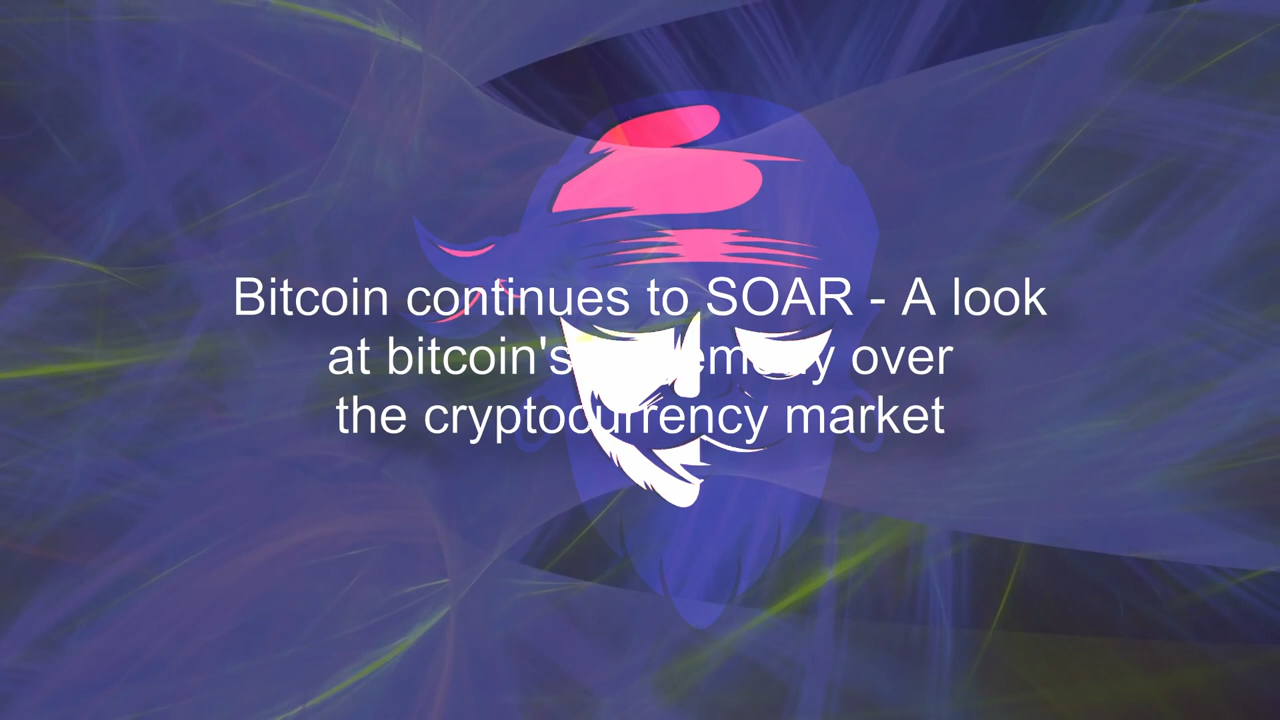 Bitcoin continues to SOAR - A look
at bitcoin's over
the cryptocurrency market